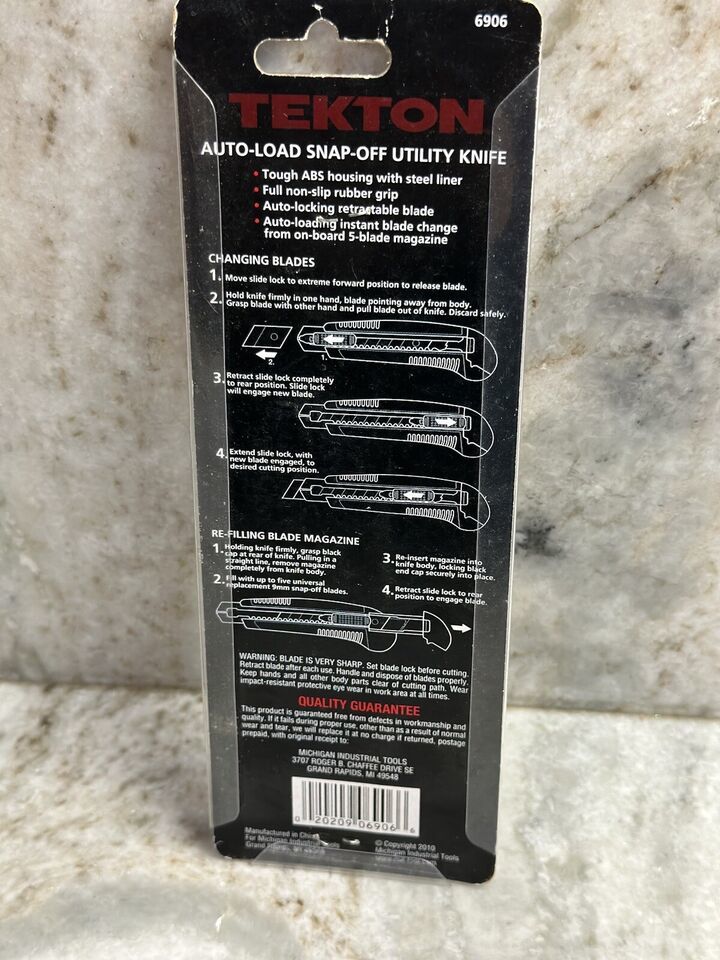 6906
TEKTON
AUTO-LOAD SNAP-OFF UTILITY KNIFE
• Tough ABS housing with steel liner
• Full non-slip rubber grip
• Auto-locking retractable blade
• Auto-loading instant blade change
from on-board 5-blade magazine
CHANGING BLADES
1. Move slide lock to extreme forward position to release blade.
2. Hold knife firmly in one hand, blade pointing away from body.
Grasp blade with other hand and pull blade out of knife. Discard safely.
1.
2.
3. Retract slide lock completely
to rear position. Slide lock
will engage new blade.
4. Extend slide lock, with
new blade engaged, to
desired cutting position.
RE-FILLING BLADE MAGAZINE
1. Holding knife firmly, grasp black
cap at rear of knife. Pulling in a
straight line, remove magazine
completely from knife body.
2. Fill with up to five universal
replacement 9mm snap-off blades.
3. Re-insert magazine into
knife body, locking black
end cap securely into place.
4. Retract slide lock to rear
position to engage blade.
WARNING: BLADE IS VERY SHARP. Set blade lock before cutting.
Retract blade after each use. Handle and dispose of blades properly.
Keep hands and all other body parts clear of cutting path. Wear
impact-resistant protective eye wear in work area at all times.
QUALITY GUARANTEE
This product is guaranteed free from defects in workmanship and
quality. If it fails during proper use, other than as a result of normal
wear and tear, we will replace it at no charge if returned, postage
prepaid, with original receipt to:
MICHIGAN INDUSTRIAL TOOLS
3707 ROGER B. CHAFFEE DRIVE SE
GRAND RAPIDS, MI 49548
0 20209 06906 6
Manufactured in China
For Michigan Industrial Tools
Grand
© Copyright 2010
Michigan Industrial Tools